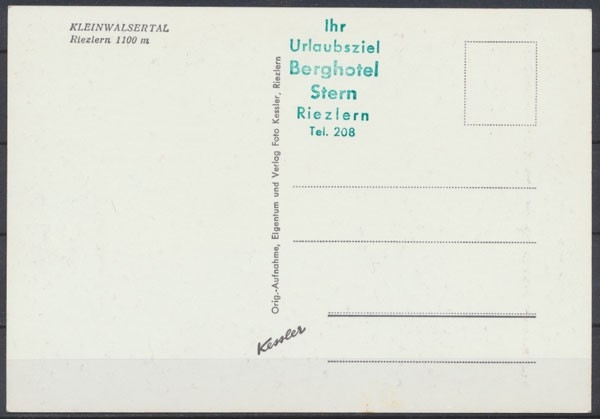 KLEINWALSERTAL
Riezlern 1100 m
Ihr
Urlaubsziel
Berghotel
Stern
Riezlern
Tel. 208
Orig.-Aufnahme, Eigentum und Verlag Foto Kessler, Riezlern
Kessler